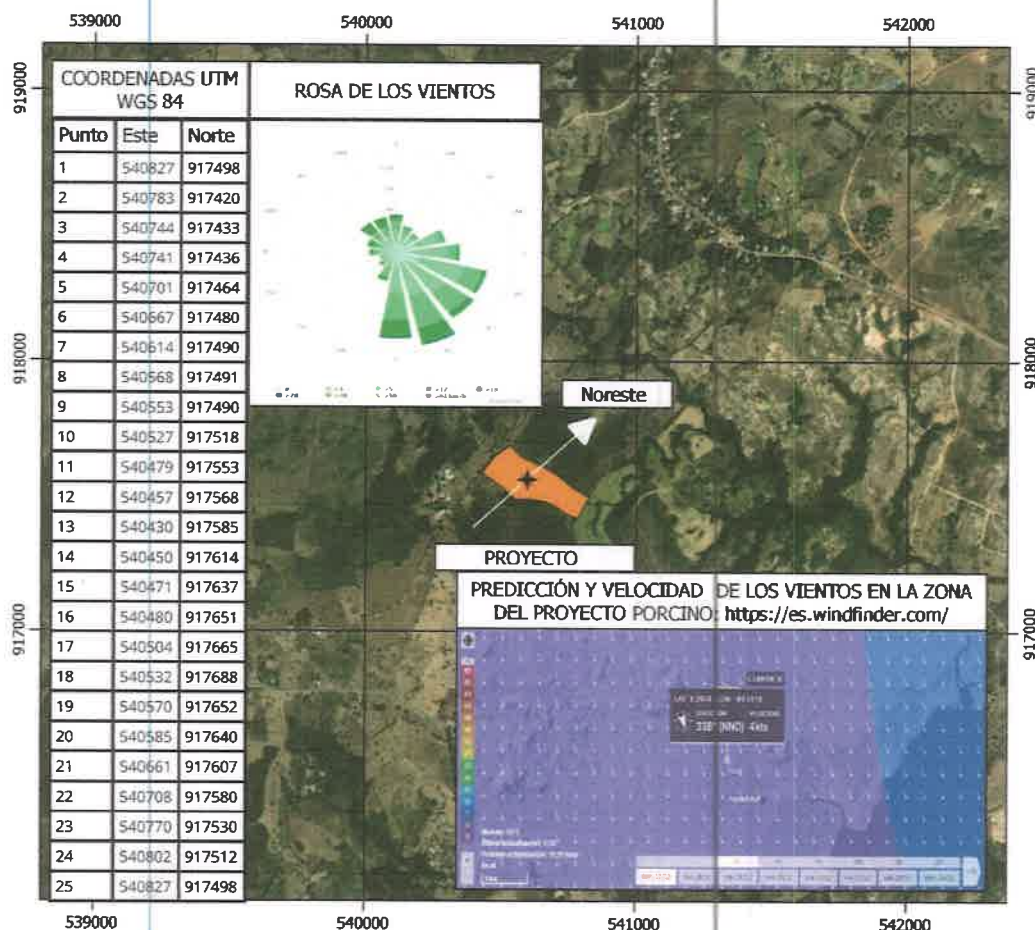 539000 540000 541000 542000
919000 919000
918000 918000
917000 917000
COORDENADAS UTM
WGS 84
Punto Este Norte
1 540827 917498
2 540783 917420
3 540744 917433
4 540741 917436
5 540701 917464
6 540667 917480
7 540614 917490
8 540568 917491
9 540553 917490
10 540527 917518
11 540479 917553
12 540457 917568
13 540430 917585
14 540450 917614
15 540471 917637
16 540480 917651
17 540504 917665
18 540532 917688
19 540570 917652
20 540585 917640
21 540661 917607
22 540708 917580
23 540770 917530
24 540802 917512
25 540827 917498
ROSA DE LOS VIENTOS
Noreste
PROYECTO
PREDICCIÓN Y VELOCIDAD DE LOS VIENTOS EN LA ZONA
DEL PROYECTO PORCINO: https://es.windfinder.com/
(NNO) 4 kts
539000 540000 541000 542000